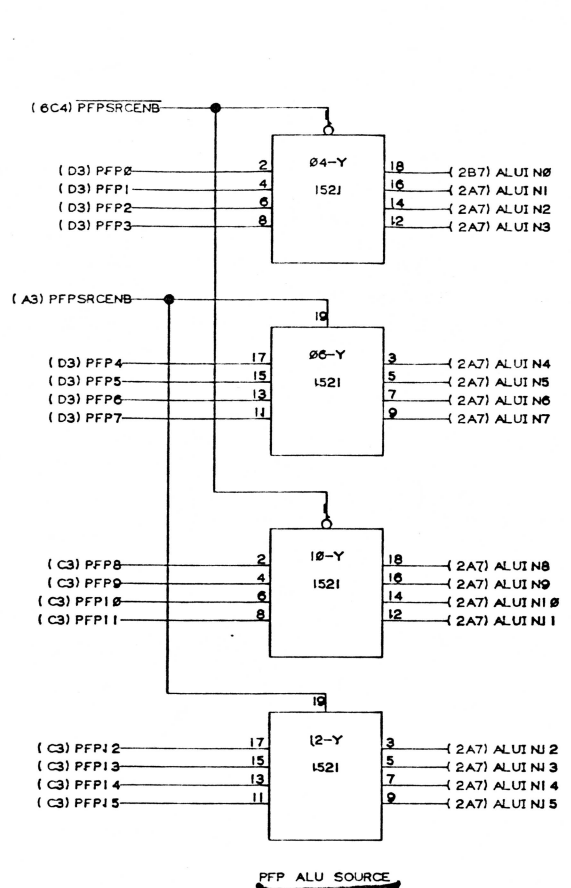 (6C4) PFPSRCENB
1
04-Y
1521
(D3) PFPØ 2 18 (2B7) ALUINØ
(D3) PFP1 4 16 (2A7) ALUIN1
(D3) PFP2 6 14 (2A7) ALUIN2
(D3) PFP3 8 12 (2A7) ALUIN3
(A3) PFPSRCENB
19
Ø6-Y
1521
(D3) PFP4 17 3 (2A7) ALUIN4
(D3) PFP5 15 5 (2A7) ALUIN5
(D3) PFP6 13 7 (2A7) ALUIN6
(D3) PFP7 11 9 (2A7) ALUIN7
1
1Ø-Y
1521
(C3) PFP8 2 18 (2A7) ALUIN8
(C3) PFP9 4 16 (2A7) ALUIN9
(C3) PFP1Ø 6 14 (2A7) ALUIN1Ø
(C3) PFP11 8 12 (2A7) ALUIN11
19
12-Y
1521
(C3) PFP12 17 3 (2A7) ALUIN12
(C3) PFP13 15 5 (2A7) ALUIN13
(C3) PFP14 13 7 (2A7) ALUIN14
(C3) PFP15 11 9 (2A7) ALUIN15
PFP ALU SOURCE